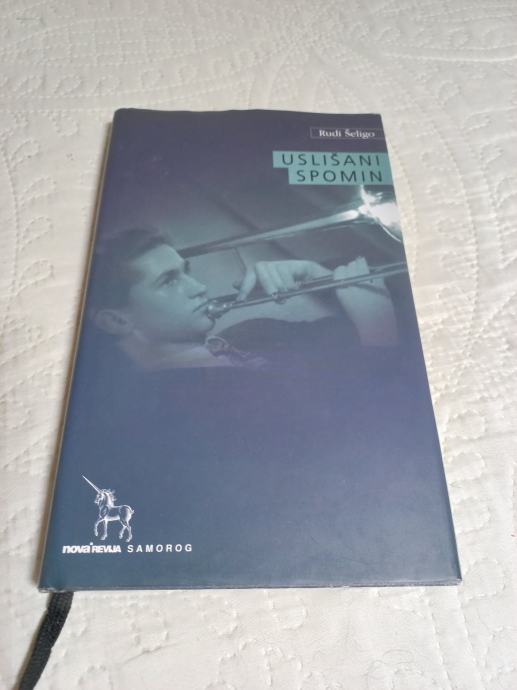 Rudi Šeligo
USLIŠANI
SPOMIN
nova REVIJA SAMOROG